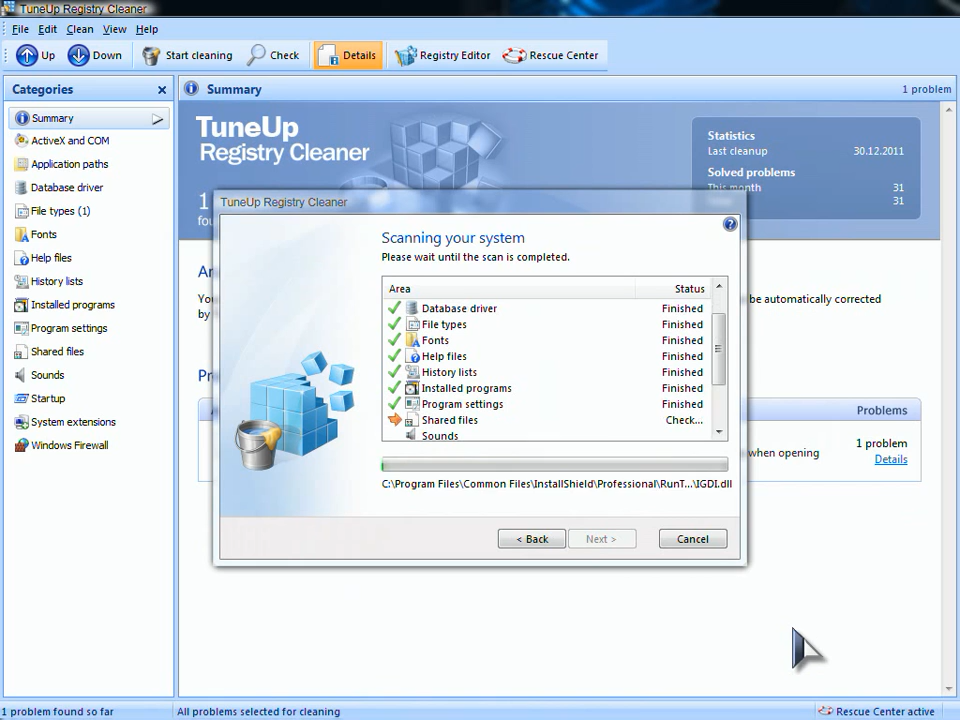 TuneUp Registry Cleaner
File Edit Clean View Help
Up Down Start cleaning Check Details Registry Editor Rescue Center
Categories
Summary
ActiveX and COM
Application paths
Database driver
File types (1)
Fonts
Help files
History lists
Installed programs
Program settings
Shared files
Sounds
Startup
System extensions
Windows Firewall
Summary 1 problem
TuneUp
Registry Cleaner
Statistics
Last cleanup 30.12.2011
Solved problems
This month 31
31
1
fou
be automatically corrected
by
Problems
1 problem
when opening
Details
TuneUp Registry Cleaner
Scanning your system
Please wait until the scan is completed.
Area Status
Database driver Finished
File types Finished
Fonts Finished
Help files Finished
History lists Finished
Installed programs Finished
Program settings Finished
Shared files Check...
Sounds
C:\Program Files\Common Files\InstallShield\Professional\RunT...\IGDI.dll
< Back Next > Cancel
1 problem found so far All problems selected for cleaning Rescue Center active